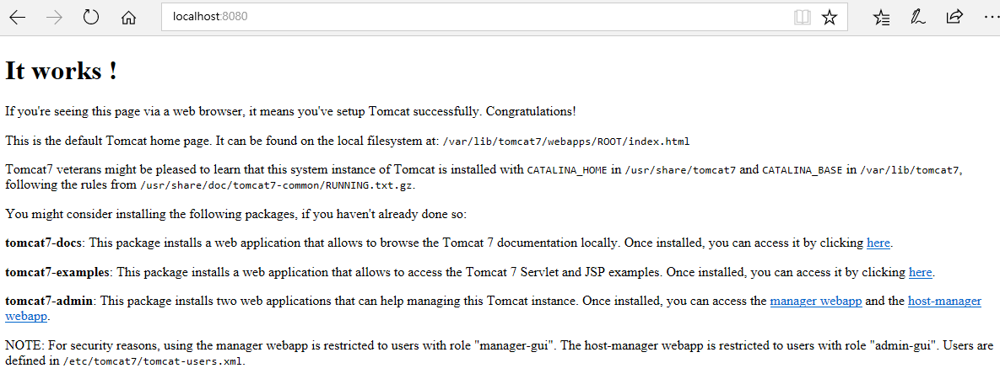 localhost:8080
It works !
If you're seeing this page via a web browser, it means you've setup Tomcat successfully. Congratulations!
This is the default Tomcat home page. It can be found on the local filesystem at: /var/lib/tomcat7/webapps/ROOT/index.html
Tomcat7 veterans might be pleased to learn that this system instance of Tomcat is installed with CATALINA_HOME in /usr/share/tomcat7 and CATALINA_BASE in /var/lib/tomcat7,
following the rules from /usr/share/doc/tomcat7-common/RUNNING.txt.gz.
You might consider installing the following packages, if you haven't already done so:
tomcat7-docs: This package installs a web application that allows to browse the Tomcat 7 documentation locally. Once installed, you can access it by clicking here.
tomcat7-examples: This package installs a web application that allows to access the Tomcat 7 Servlet and JSP examples. Once installed, you can access it by clicking here.
tomcat7-admin: This package installs two web applications that can help managing this Tomcat instance. Once installed, you can access the manager webapp and the host-manager
webapp.
NOTE: For security reasons, using the manager webapp is restricted to users with role "manager-gui". The host-manager webapp is restricted to users with role "admin-gui". Users are
defined in /etc/tomcat7/tomcat-users.xml.